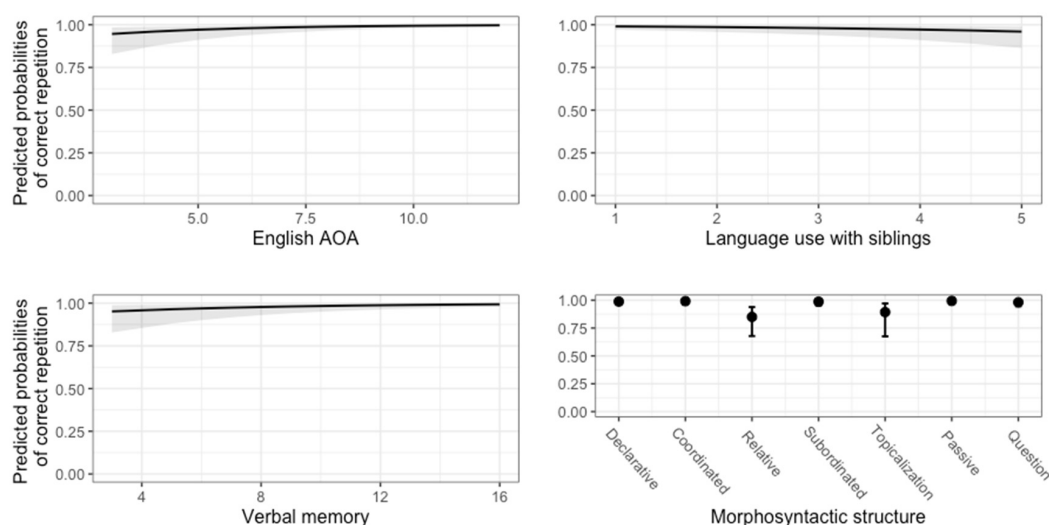 Predicted probabilities
of correct repetition
1.00
0.75
0.50
0.25
0.00
5.0 7.5 10.0
English AOA
1.00
0.75
0.50
0.25
0.00
1 2 3 4 5
Language use with siblings
Predicted probabilities
of correct repetition
1.00
0.75
0.50
0.25
0.00
4 8 12 16
Verbal memory
1.00
0.75
0.50
0.25
0.00
Declarative
Coordinated
Relative
Subordinated
Topicalization
Passive
Question
Morphosyntactic structure